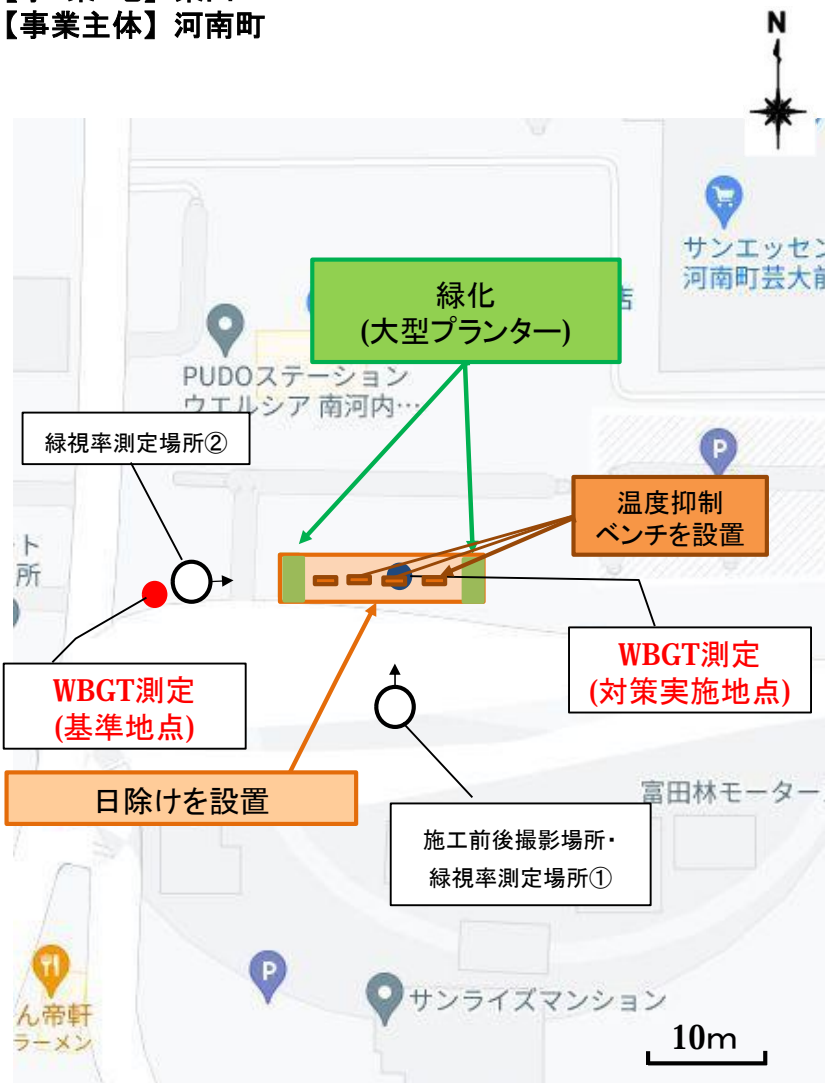 【事業主体】河南町
N
サンエッセン
河南町芸大前
緑化
(大型プランター)
店
PUDOステーション
ウエルシア 南河内…
緑視率測定場所②
P
温度抑制
ベンチを設置
ト
所
WBGT測定
(基準地点)
WBGT測定
(対策実施地点)
日除けを設置
富田林モーター
施工前後撮影場所・
緑視率測定場所①
ん帝軒
ラーメン
P
サンライズマンション
10m